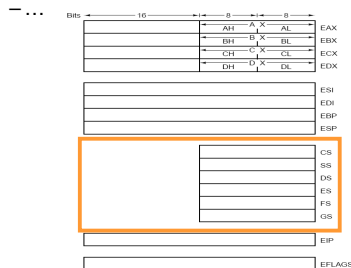 –...
Bits 16 8 8
A X
AH AL EAX
B X
BH BL EBX
C X
CH CL ECX
D X
DH DL EDX
ESI
EDI
EBP
ESP
CS
SS
DS
ES
FS
GS
EIP
EFLAGS